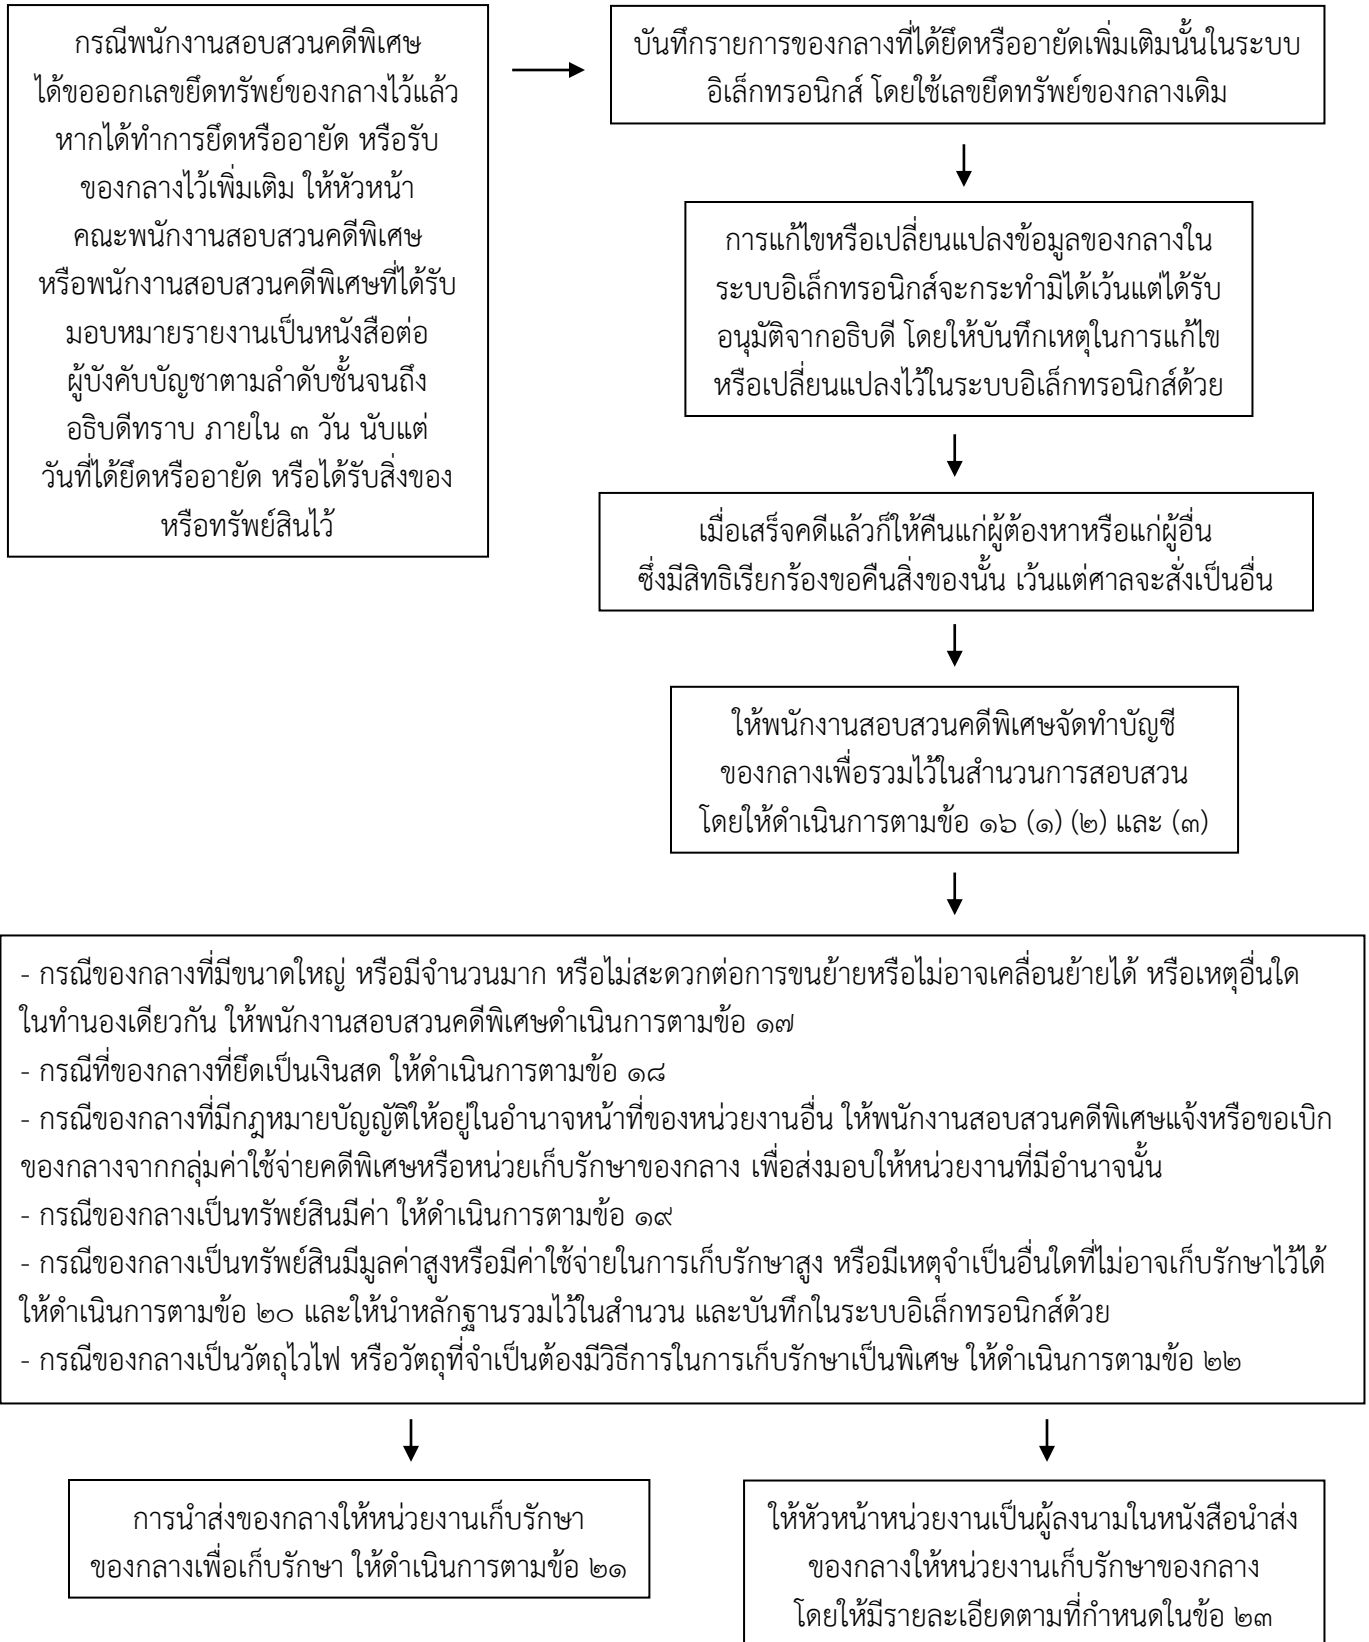 กรณีพนักงานสอบสวนคดีพิเศษ
ได้ขอออกเลขยึดทรัพย์ของกลางไว้แล้ว
หากได้ทำการยึดหรืออายัด หรือรับ
ของกลางไว้เพิ่มเติม ให้หัวหน้า
คณะพนักงานสอบสวนคดีพิเศษ
หรือพนักงานสอบสวนคดีพิเศษที่ได้รับ
มอบหมายรายงานเป็นหนังสือต่อ
ผู้บังคับบัญชาตามลำดับชั้นจนถึง
อธิบดีทราบ ภายใน ๓ วัน นับแต่
วันที่ได้ยึดหรืออายัด หรือได้รับสิ่งของ
หรือทรัพย์สินไว้
บันทึกรายการของกลางที่ได้ยึดหรืออายัดเพิ่มเติมนั้นในระบบ
อิเล็กทรอนิกส์ โดยใช้เลขยึดทรัพย์ของกลางเดิม
การแก้ไขหรือเปลี่ยนแปลงข้อมูลของกลางใน
ระบบอิเล็กทรอนิกส์จะกระทำมิได้เว้นแต่ได้รับ
อนุมัติจากอธิบดี โดยให้บันทึกเหตุในการแก้ไข
หรือเปลี่ยนแปลงไว้ในระบบอิเล็กทรอนิกส์ด้วย
เมื่อเสร็จคดีแล้วก็ให้คืนแก่ผู้ต้องหาหรือแก่ผู้อื่น
ซึ่งมีสิทธิเรียกร้องขอคืนสิ่งของนั้น เว้นแต่ศาลจะสั่งเป็นอื่น
ให้พนักงานสอบสวนคดีพิเศษจัดทำบัญชี
ของกลางเพื่อรวมไว้ในสำนวนการสอบสวน
โดยให้ดำเนินการตามข้อ ๑๖ (๑) (๒) และ (๓)
- กรณีของกลางที่มีขนาดใหญ่ หรือมีจำนวนมาก หรือไม่สะดวกต่อการขนย้ายหรือไม่อาจเคลื่อนย้ายได้ หรือเหตุอื่นใด
ในทำนองเดียวกัน ให้พนักงานสอบสวนคดีพิเศษดำเนินการตามข้อ ๑๗
- กรณีที่ของกลางที่ยึดเป็นเงินสด ให้ดำเนินการตามข้อ ๑๘
- กรณีของกลางที่มีกฎหมายบัญญัติให้อยู่ในอำนาจหน้าที่ของหน่วยงานอื่น ให้พนักงานสอบสวนคดีพิเศษแจ้งหรือขอเบิก
ของกลางจากกลุ่มค่าใช้จ่ายคดีพิเศษหรือหน่วยเก็บรักษาของกลาง เพื่อส่งมอบให้หน่วยงานที่มีอำนาจนั้น
- กรณีของกลางเป็นทรัพย์สินมีค่า ให้ดำเนินการตามข้อ ๑๙
- กรณีของกลางเป็นทรัพย์สินมีมูลค่าสูงหรือมีค่าใช้จ่ายในการเก็บรักษาสูง หรือมีเหตุจำเป็นอื่นใดที่ไม่อาจเก็บรักษาไว้ได้
ให้ดำเนินการตามข้อ ๒๐ และให้นำหลักฐานรวมไว้ในสำนวน และบันทึกในระบบอิเล็กทรอนิกส์ด้วย
- กรณีของกลางเป็นวัตถุไวไฟ หรือวัตถุที่จำเป็นต้องมีวิธีการในการเก็บรักษาเป็นพิเศษ ให้ดำเนินการตามข้อ ๒๒
การนำส่งของกลางให้หน่วยงานเก็บรักษา
ของกลางเพื่อเก็บรักษา ให้ดำเนินการตามข้อ ๒๑
ให้หัวหน้าหน่วยงานเป็นผู้ลงนามในหนังสือนำส่ง
ของกลางให้หน่วยงานเก็บรักษาของกลาง
โดยให้มีรายละเอียดตามที่กำหนดในข้อ ๒๓